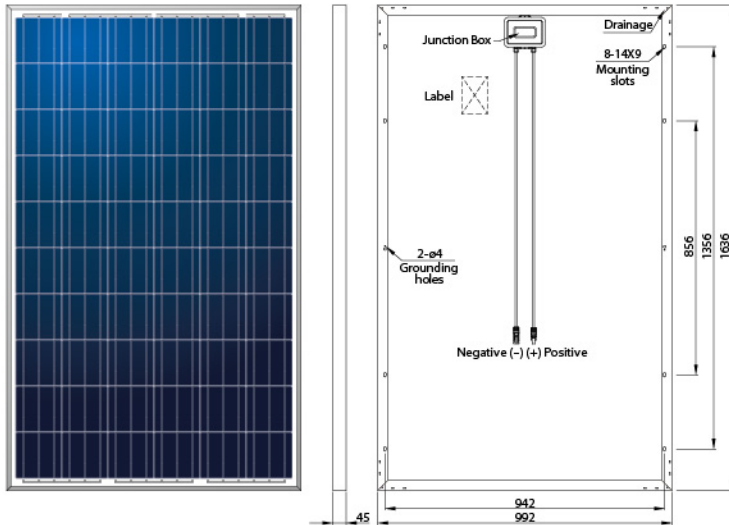 Drainage
Junction Box
8-14X9
Mounting
slots
Label
2-ø4
Grounding
holes
856
1356
1636
Negative (-) (+) Positive
942
45
992